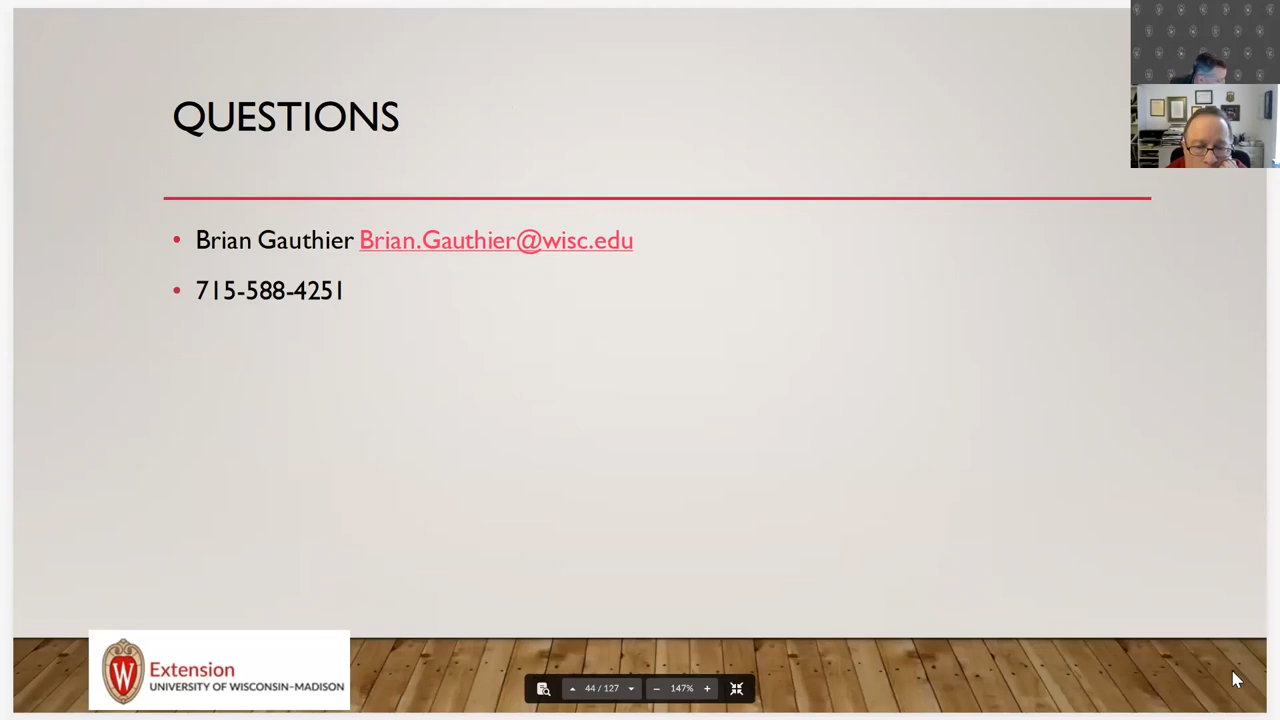 QUESTIONS
• Brian Gauthier Brian.Gauthier@wisc.edu
• 715-588-4251
W Extension
UNIVERSITY OF WISCONSIN–MADISON
44 / 127
147%